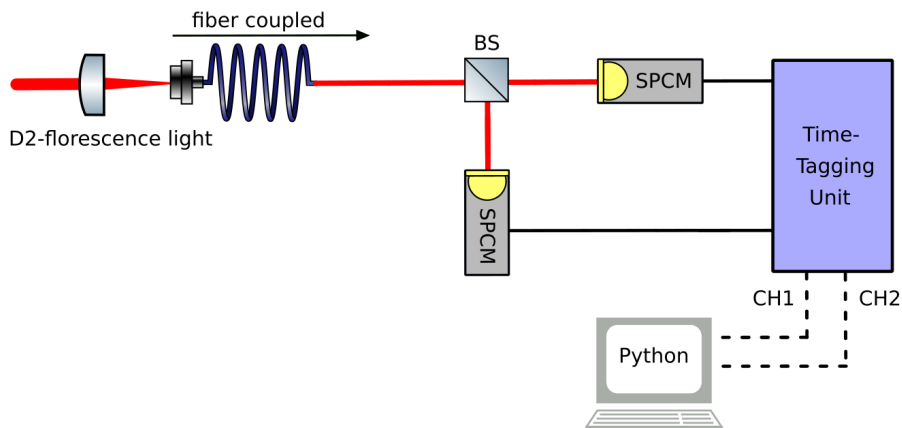 fiber coupled
BS
SPCM
D2-florescence light
Time-
Tagging
Unit
SPCM
CH1
CH2
Python